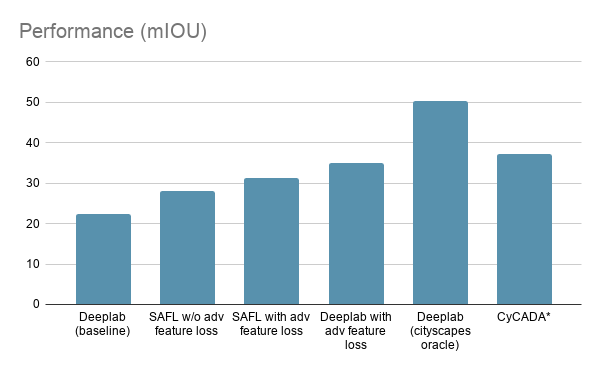 Performance (mIOU)
60
50
40
30
20
10
0
Deeplab
(baseline)
SAFL w/o adv
feature loss
SAFL with adv
feature loss
Deeplab with
adv feature
loss
Deeplab
(cityscapes
oracle)
CyCADA*